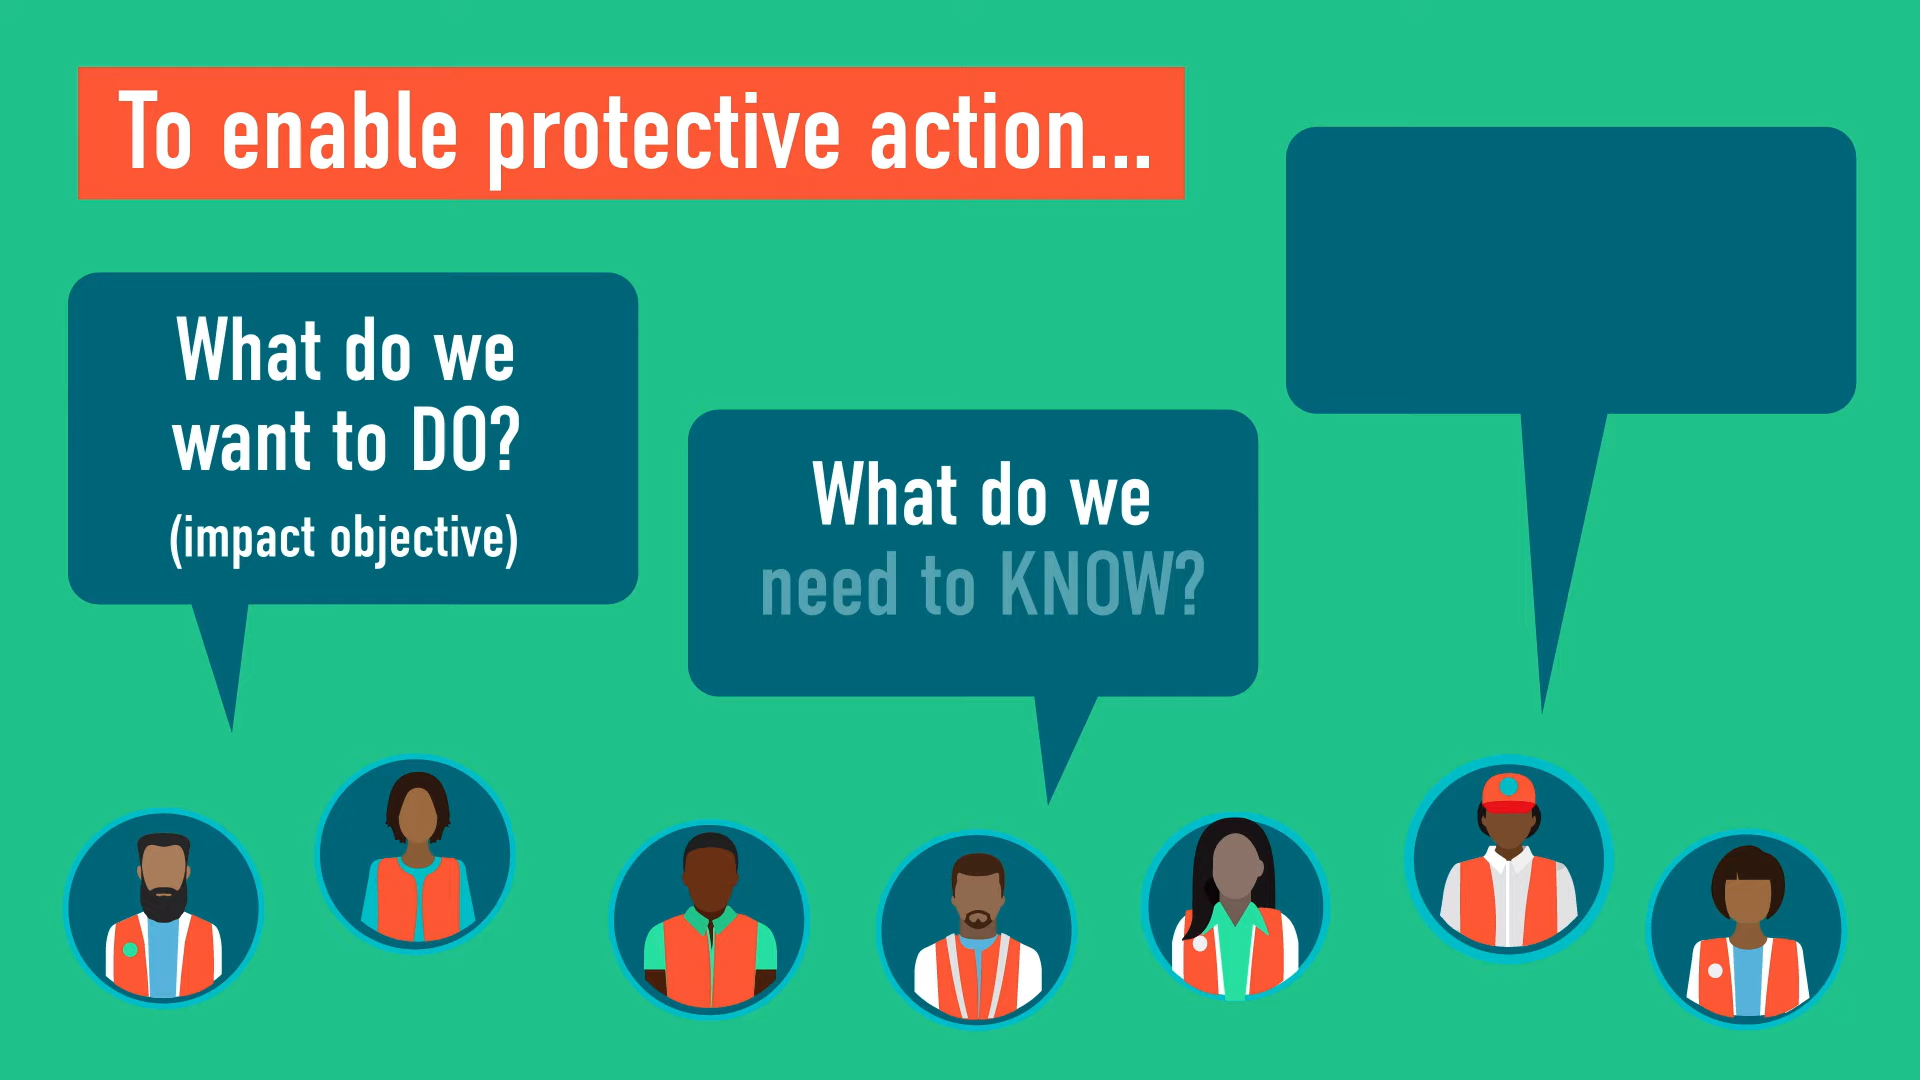 To enable protective action...
What do we
want to DO?
(impact objective)
What do we
need to KNOW?